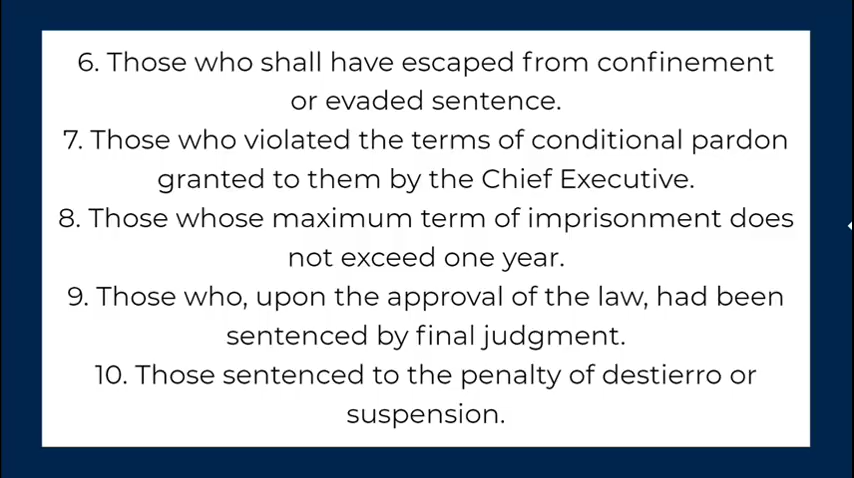 6. Those who shall have escaped from confinement
or evaded sentence.
7. Those who violated the terms of conditional pardon
granted to them by the Chief Executive.
8. Those whose maximum term of imprisonment does
not exceed one year.
9. Those who, upon the approval of the law, had been
sentenced by final judgment.
10. Those sentenced to the penalty of destierro or
suspension.